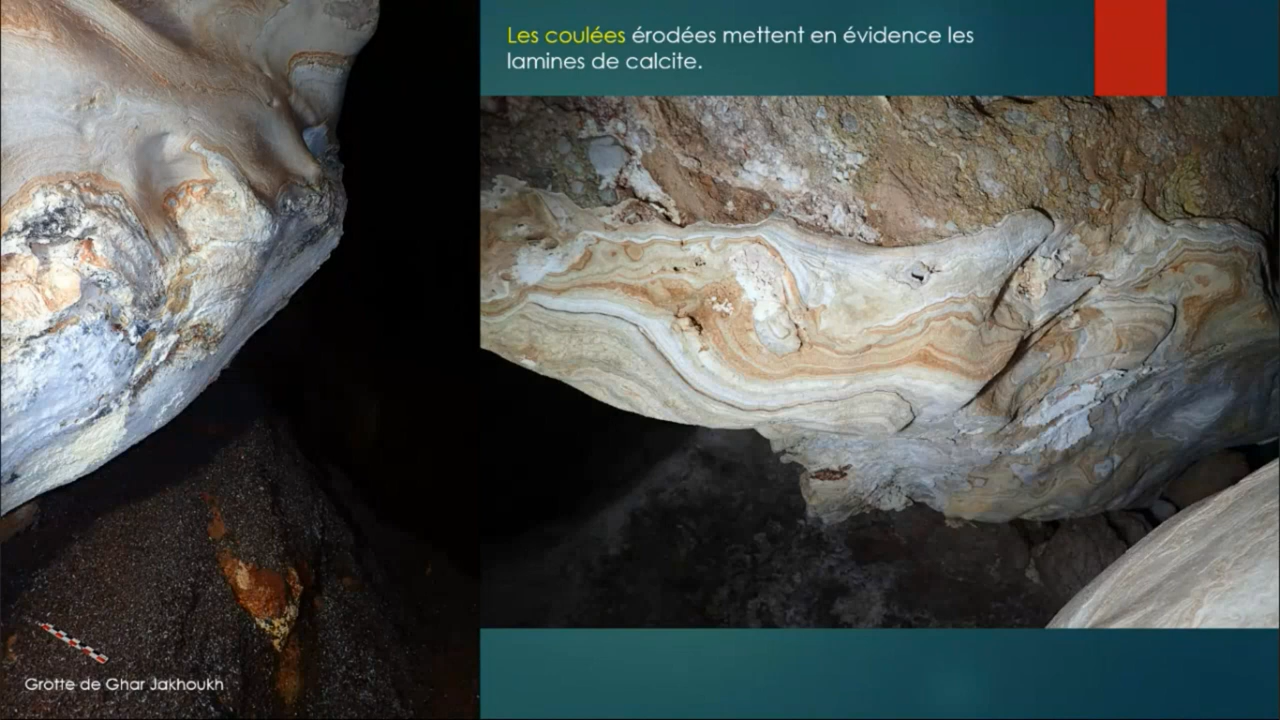 Les coulées érodées mettent en évidence les
lamines de calcite.
Grotte de Ghar Jakhoukh